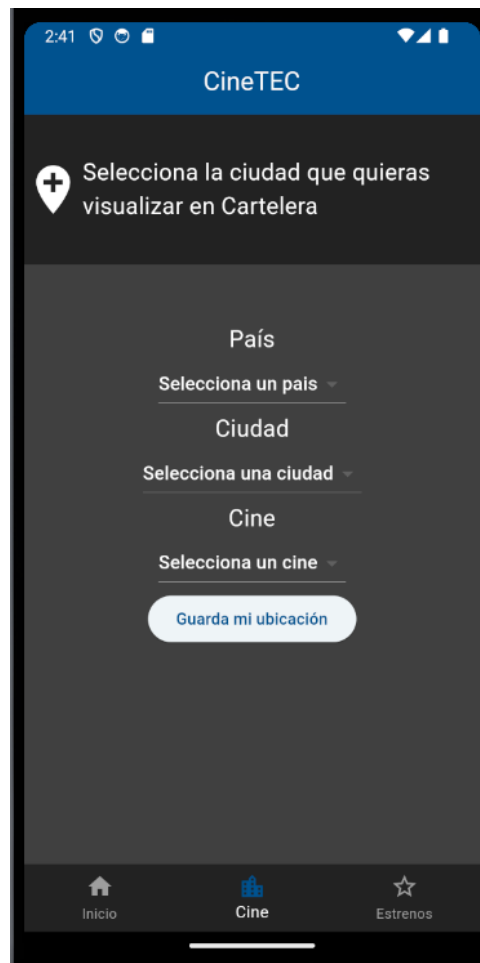 2:41
CineTEC
Selecciona la ciudad que quieras
visualizar en Cartelera
País
Selecciona un pais
Ciudad
Selecciona una ciudad
Cine
Selecciona un cine
Guarda mi ubicación
Inicio
Cine
Estrenos